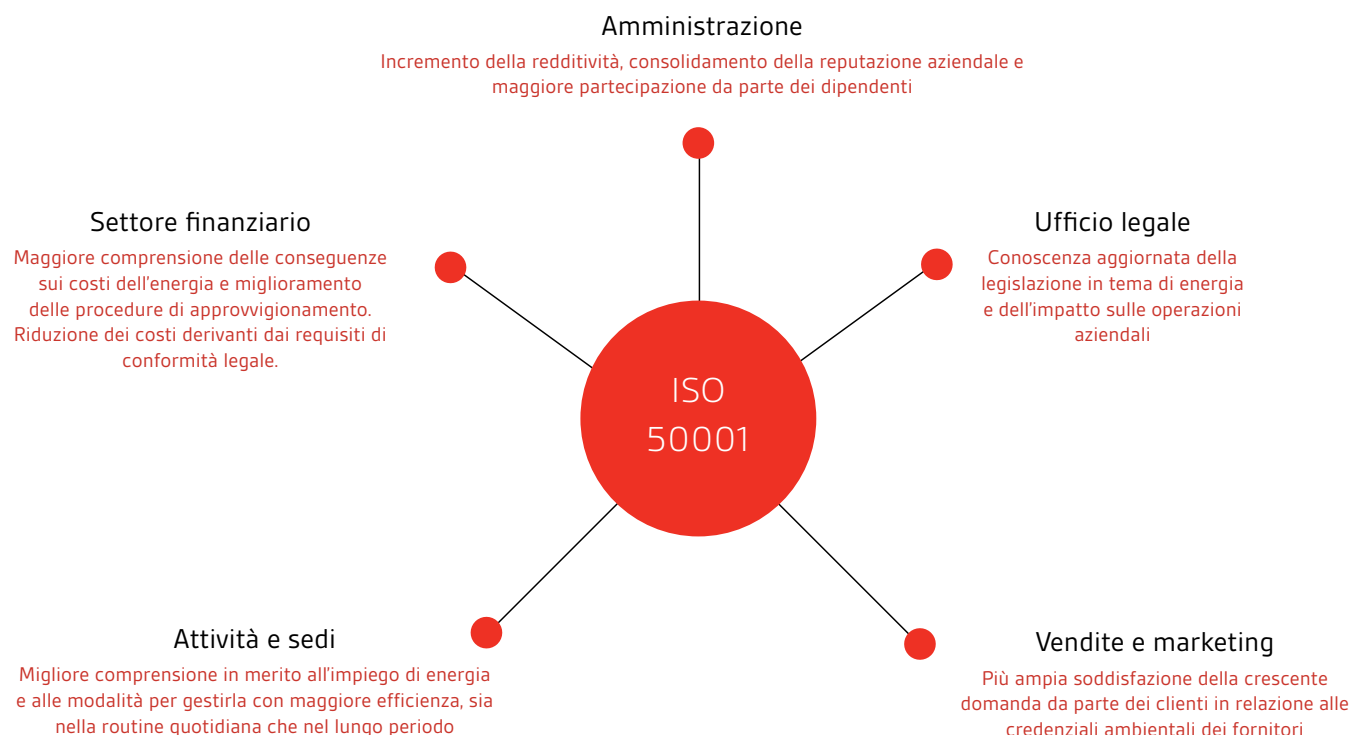 Amministrazione
Incremento della redditività, consolidamento della reputazione aziendale e
maggiore partecipazione da parte dei dipendenti
Settore finanziario
Maggiore comprensione delle conseguenze
sui costi dell'energia e miglioramento
delle procedure di approvvigionamento.
Riduzione dei costi derivanti dai requisiti di
conformità legale.
Ufficio legale
Conoscenza aggiornata della
legislazione in tema di energia
e dell'impatto sulle operazioni
aziendali
ISO
50001
Attività e sedi
Migliore comprensione in merito all'impiego di energia
e alle modalità per gestirla con maggiore efficienza, sia
nella routine quotidiana che nel lungo periodo
Vendite e marketing
Più ampia soddisfazione della crescente
domanda da parte dei clienti in relazione alle
credenziali ambientali dei fornitori